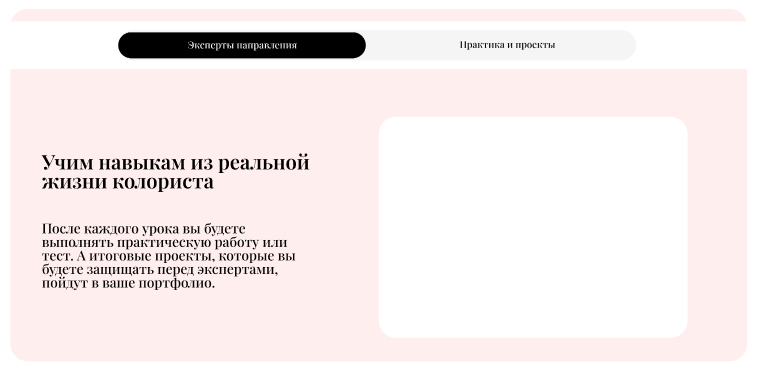 Эксперты направления
Практика и проекты
Учим навыкам из реальной
жизни колориста
После каждого урока вы будете
выполнять практическую работу или
тест. А итоговые проекты, которые вы
будете защищать перед экспертами,
пойдут в ваше портфолио.